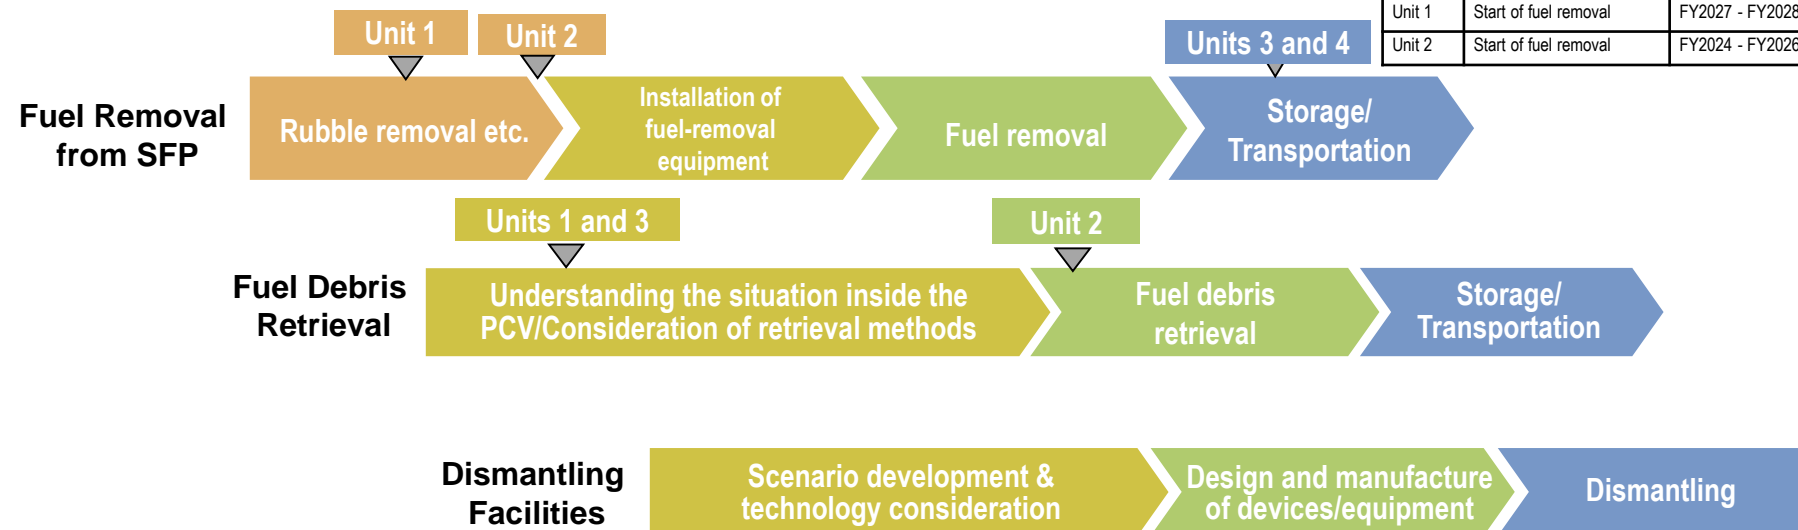 Unit 1 Start of fuel removal FY2027 - FY2028
Unit 2 Start of fuel removal FY2024 - FY2026
Unit 1
Unit 2
Units 3 and 4
Fuel Removal
from SFP
Rubble removal etc.
Installation of
fuel-removal
equipment
Fuel removal
Storage/
Transportation
Units 1 and 3
Unit 2
Fuel Debris
Retrieval
Understanding the situation inside the
PCV/Consideration of retrieval methods
Fuel debris
retrieval
Storage/
Transportation
Dismantling
Facilities
Scenario development &
technology consideration
Design and manufacture
of devices/equipment
Dismantling